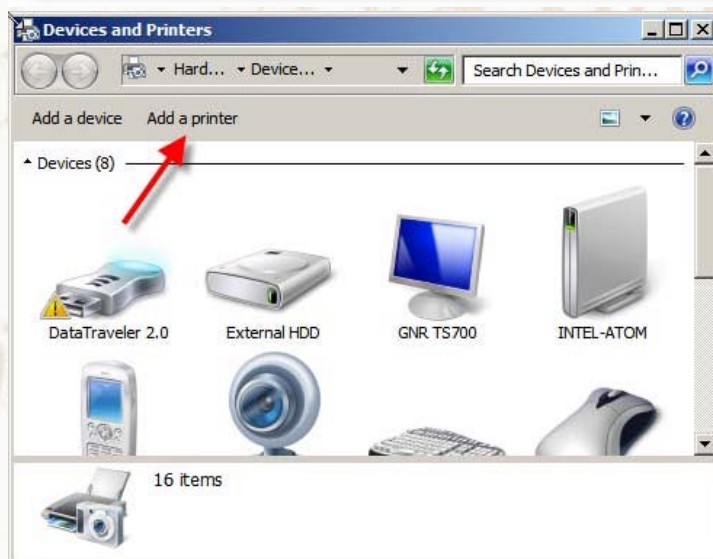 Devices and Printers
Hard... Device...
Search Devices and Prin...
Add a device Add a printer
Devices (8)
DataTraveler 2.0 External HDD GNR TS700 INTEL-ATOM
16 items